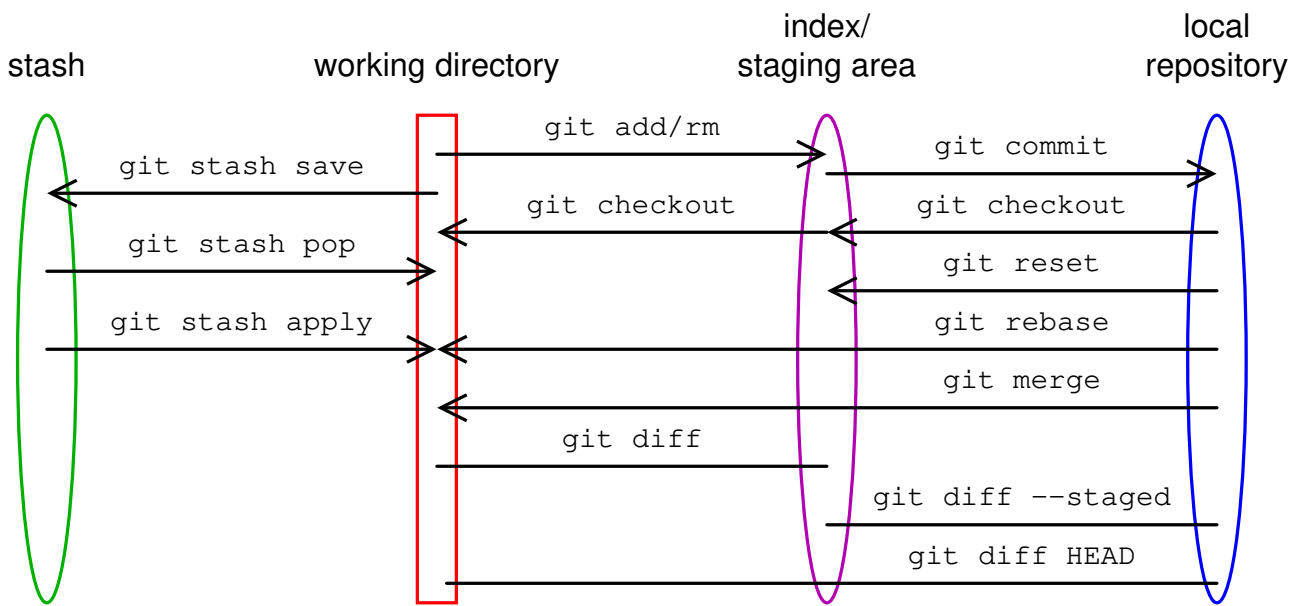 index/
local
stash
working directory
staging area
repository
git add/rm
git commit
git stash save
git checkout
git checkout
git stash pop
git reset
git stash apply
git rebase
git merge
git diff
git diff --staged
git diff HEAD